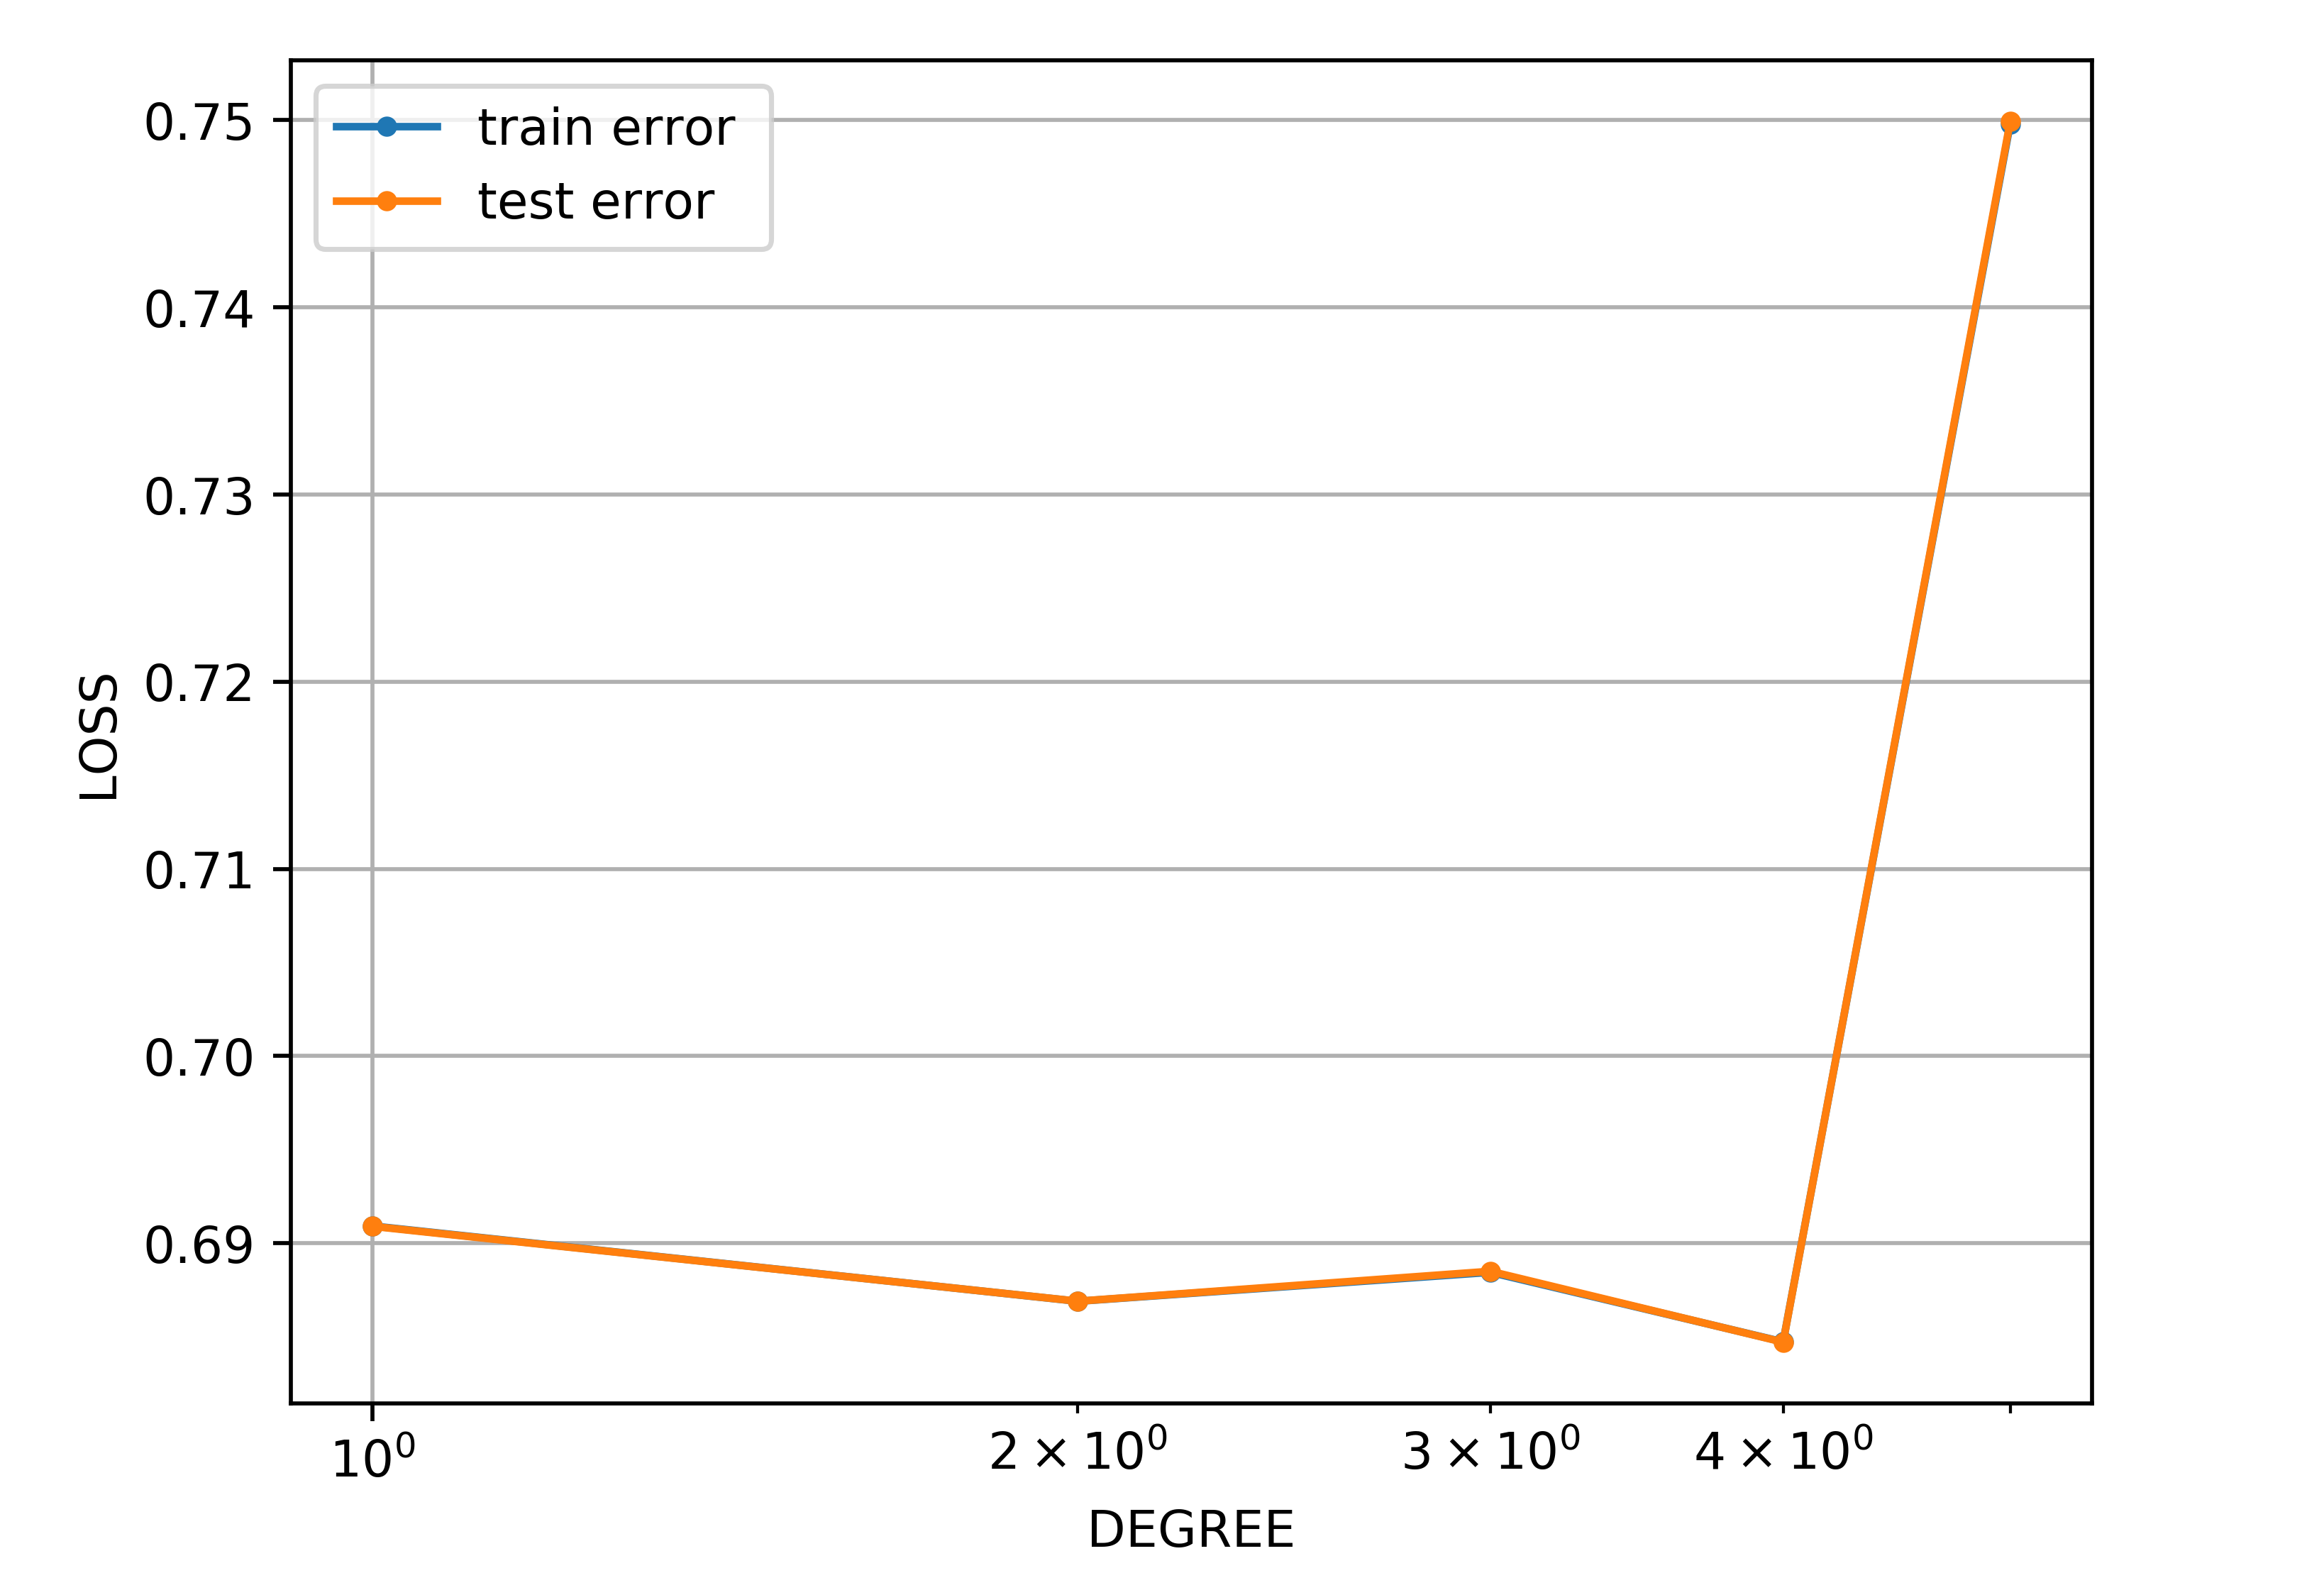 train error
test error
0.75
0.74
0.73
0.72
0.71
0.70
0.69
LOSS
10⁰
2 × 10⁰
3 × 10⁰
4 × 10⁰
DEGREE